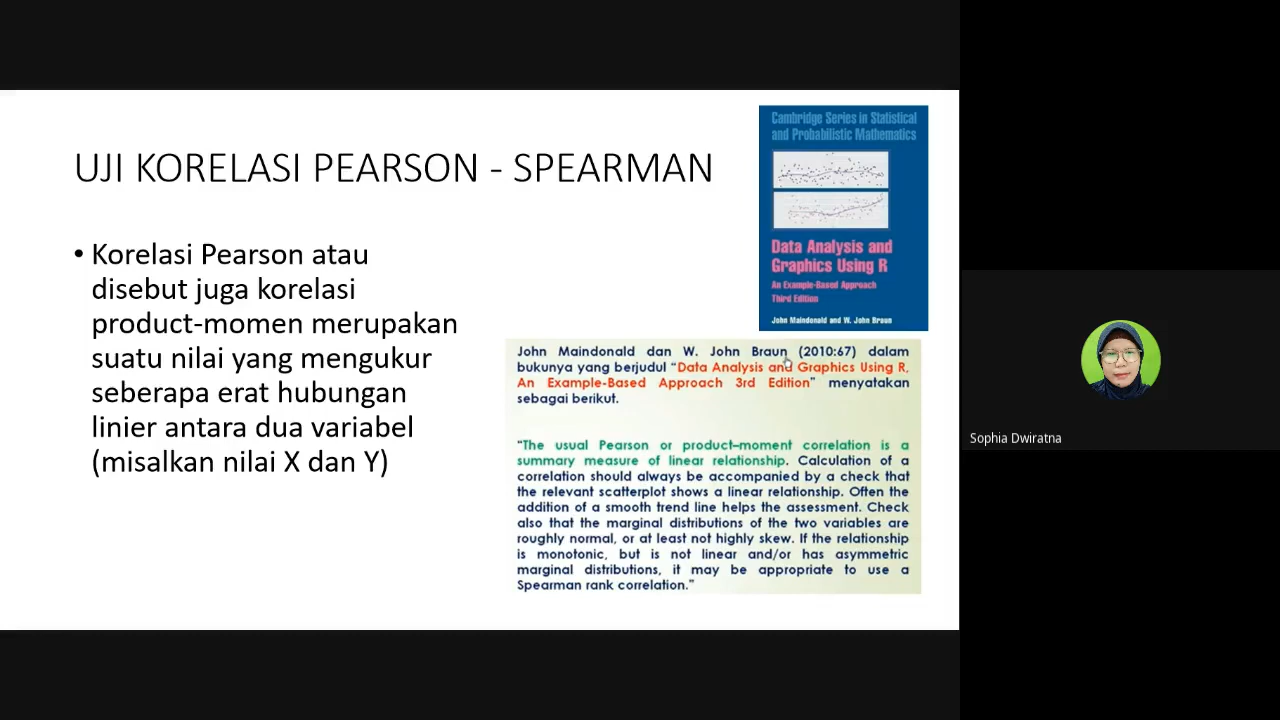 UJI KORELASI PEARSON - SPEARMAN
• Korelasi Pearson atau
disebut juga korelasi
product-momen merupakan
suatu nilai yang mengukur
seberapa erat hubungan
linier antara dua variabel
(misalkan nilai X dan Y)
Cambridge Series in Statistical
and Probabilistic Mathematics
Data Analysis and
Graphics Using R
An Example-Based Approach
Third Edition
John Maindonald and W. John Braun
John Maindonald dan W. John Braun (2010:67) dalam
bukunya yang berjudul “Data Analysis and Graphics Using R,
An Example-Based Approach 3rd Edition” menyatakan
sebagai berikut.
“The usual Pearson or product–moment correlation is a
summary measure of linear relationship. Calculation of a
correlation should always be accompanied by a check that
the relevant scatterplot shows a linear relationship. Often the
addition of a smooth trend line helps the assessment. Check
also that the marginal distributions of the two variables are
roughly normal, or at least not highly skew. If the relationship
is monotonic, but is not linear and/or has asymmetric
marginal distributions, it may be appropriate to use a
Spearman rank correlation.”
Sophia Dwiratna